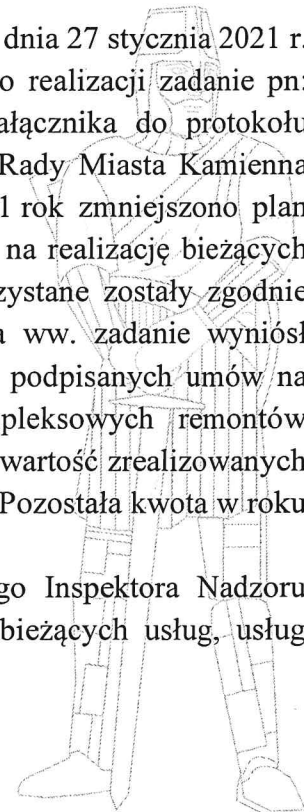 dnia 27 stycznia 2021 r.
o realizacji zadanie pn:
ałącznika do protokołu
Rady Miasta Kamienna
1 rok zmniejszono plan
na realizację bieżących
zystane zostały zgodnie
a ww. zadanie wyniósł
podpisanych umów na
pleksowych remontów
wartość zrealizowanych
Pozostała kwota w roku
go Inspektora Nadzoru
bieżących usług, usług